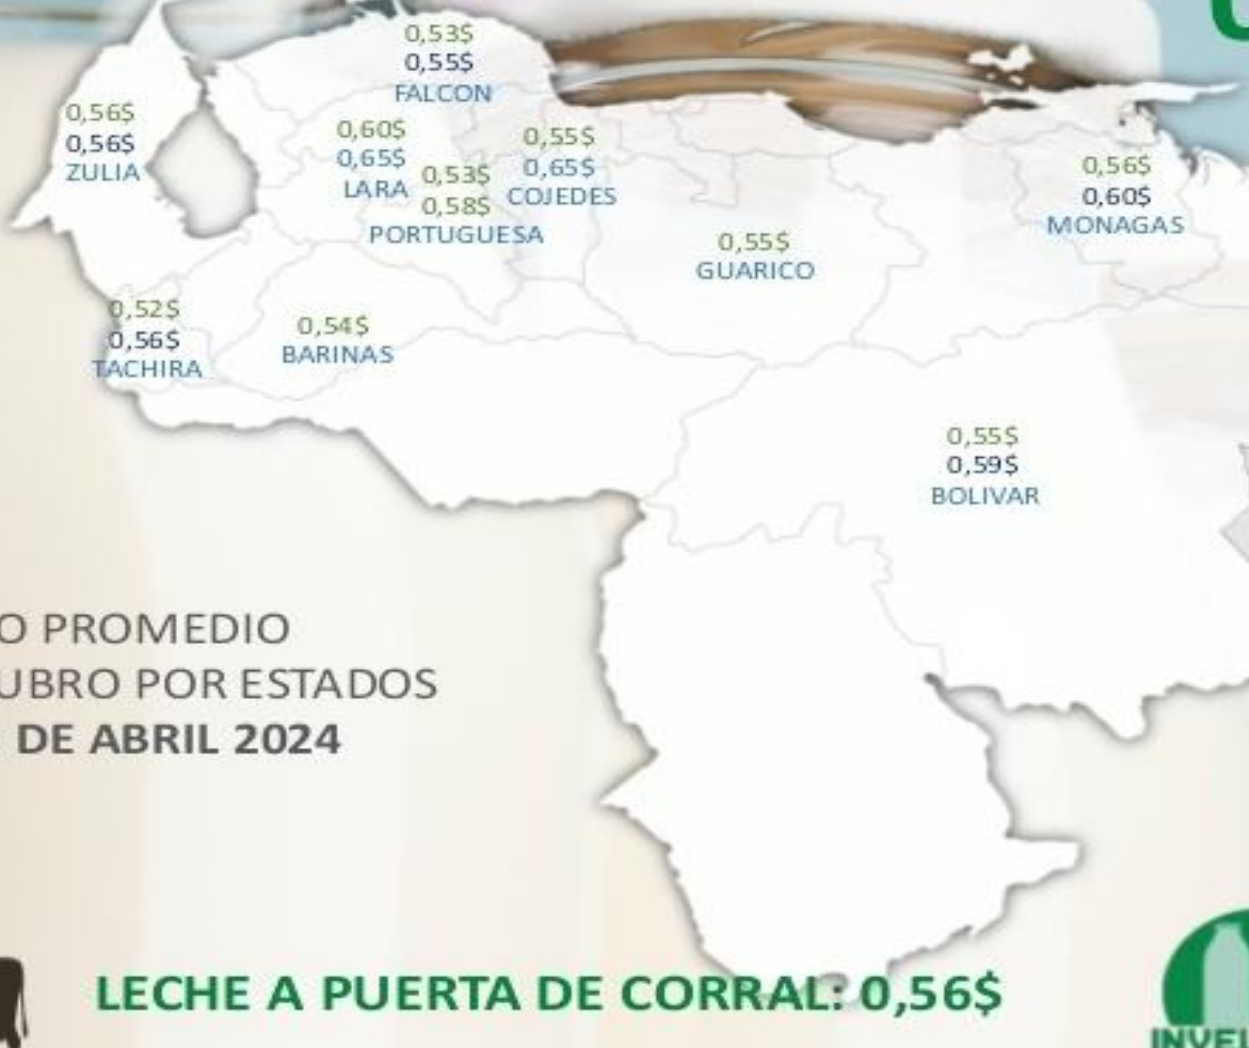 0,53$
0,55$
FALCON
0,56$
0,56$
ZULIA
0,60$
0,65$
LARA
0,55$
0,65$
COJEDES
0,53$
0,58$
PORTUGUESA
0,56$
0,60$
MONAGAS
0,55$
GUARICO
0,52$
0,56$
TACHIRA
0,54$
BARINAS
0,55$
0,59$
BOLIVAR
O PROMEDIO
UBRO POR ESTADOS
DE ABRIL 2024
LECHE A PUERTA DE CORRAL: 0,56$
INVEL